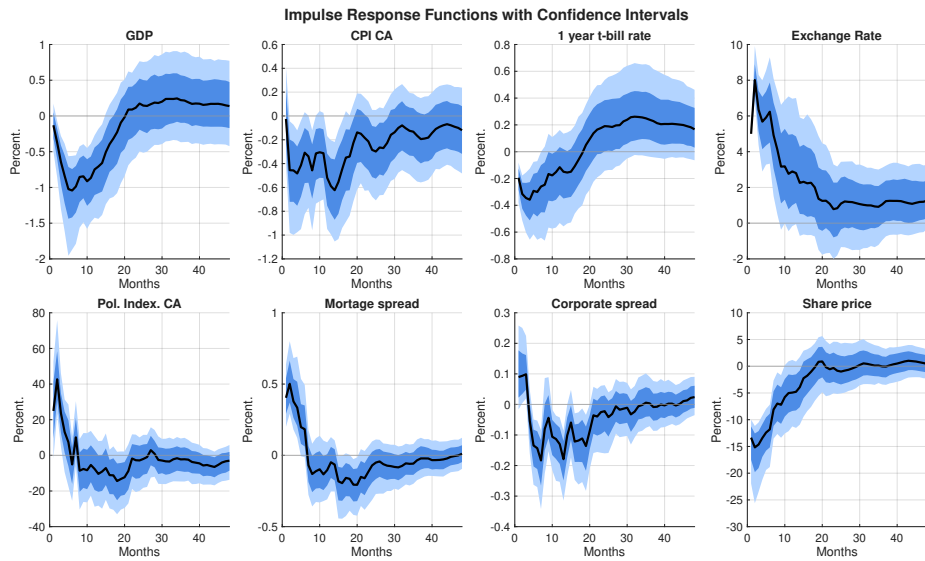 Impulse Response Functions with Confidence Intervals
GDP
1
0.5
0
-0.5
-1
-1.5
-2
Percent.
0 10 20 30 40
Months
CPI CA
0.6
0.4
0.2
0
-0.2
-0.4
-0.6
-0.8
-1
-1.2
Percent.
0 10 20 30 40
Months
1 year t-bill rate
0.8
0.6
0.4
0.2
0
-0.2
-0.4
-0.6
-0.8
Percent.
0 10 20 30 40
Months
Exchange Rate
10
8
6
4
2
0
-2
Percent.
0 10 20 30 40
Months
Pol. Index. CA
80
60
40
20
0
-20
-40
Percent.
0 10 20 30 40
Months
Mortage spread
1
0.5
0
-0.5
Percent.
0 10 20 30 40
Months
Corporate spread
0.3
0.2
0.1
0
-0.1
-0.2
-0.3
-0.4
Percent.
0 10 20 30 40
Months
Share price
10
5
0
-5
-10
-15
-20
-25
-30
Percent.
0 10 20 30 40
Months